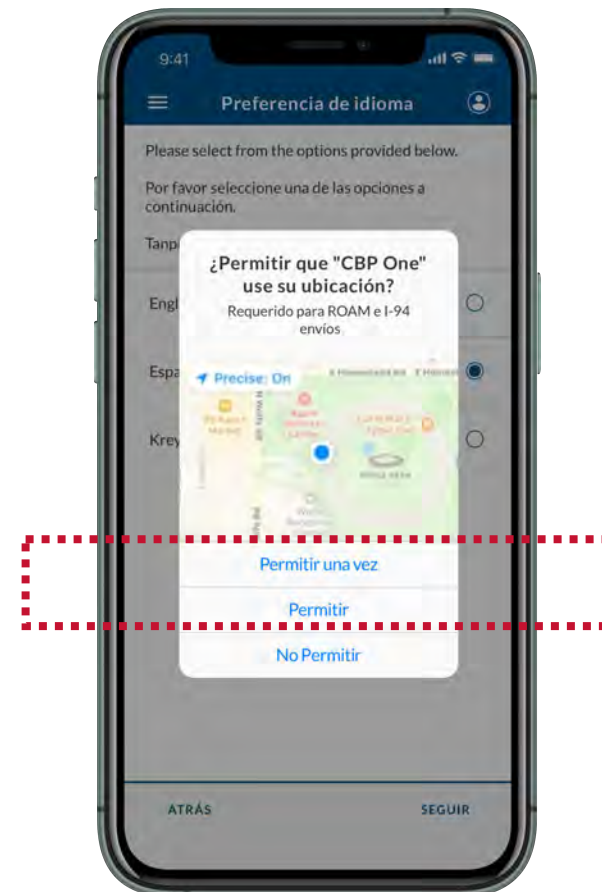 9:41
Preferencia de idioma
Please select from the options provided below.
Por favor seleccione una de las opciones a
continuación.
Tanp
¿Permitir que "CBP One"
use su ubicación?
Requerido para ROAM e I-94
envíos
Engl
Espa
Precise: On
Krey
Permitir una vez
Permitir
No Permitir
ATRÁS
SEGUIR